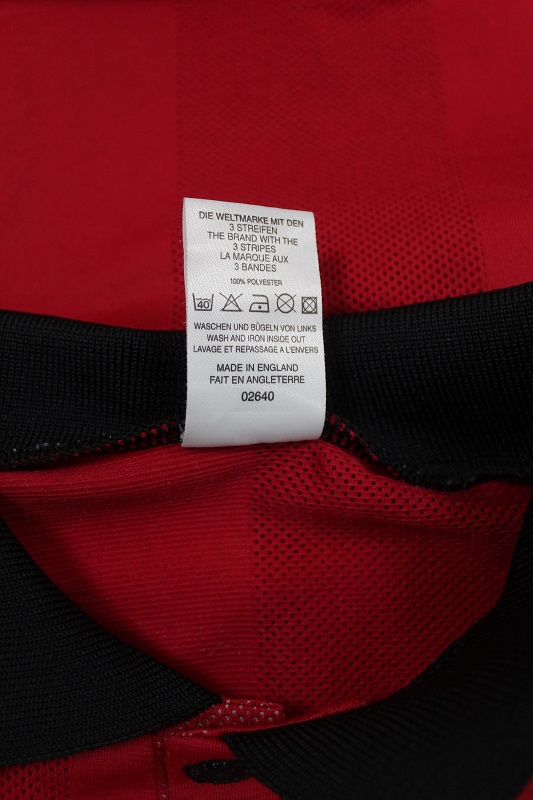 DIE WELTMARKE MIT DEN
3 STREIFEN
THE BRAND WITH THE
3 STRIPES
LA MARQUE AUX
3 BANDES
100% POLYESTER
40
WASCHEN UND BÜGELN VON LINKS
WASH AND IRON INSIDE OUT
LAVAGE ET REPASSAGE A L'ENVERS
MADE IN ENGLAND
FAIT EN ANGLETERRE
02640